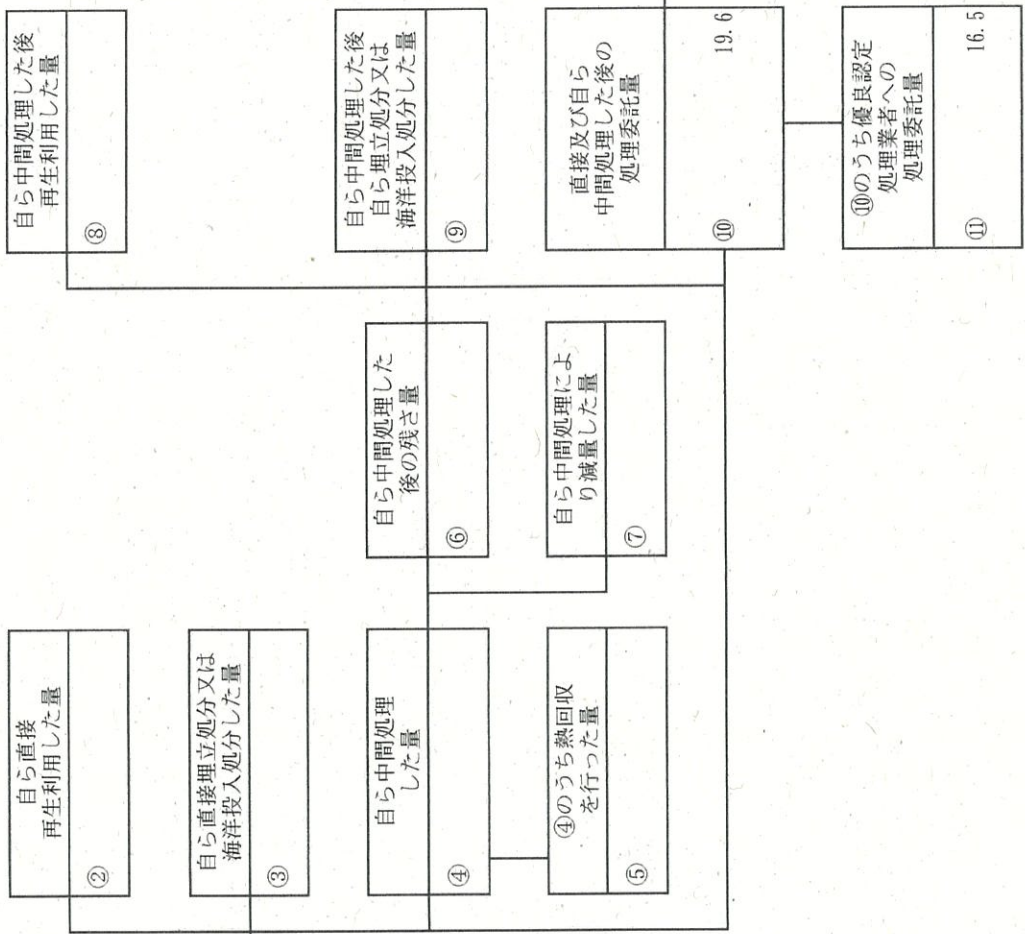 自ら直接
再生利用した量
②
自ら直接埋立処分又は
海洋投入処分した量
③
自ら中間処理
した量
④
④のうち熱回収
を行った量
⑤
自ら中間処理した
後の残さ量
⑥
自ら中間処理によ
り減量した量
⑦
自ら中間処理した後
再生利用した量
⑧
自ら中間処理した後
自ら埋立処分又は
海洋投入処分した量
⑨
直接及び自ら
中間処理した後の
処理委託量
⑩ 19.6
⑩のうち優良認定
処理業者への
処理委託量
⑪ 16.5